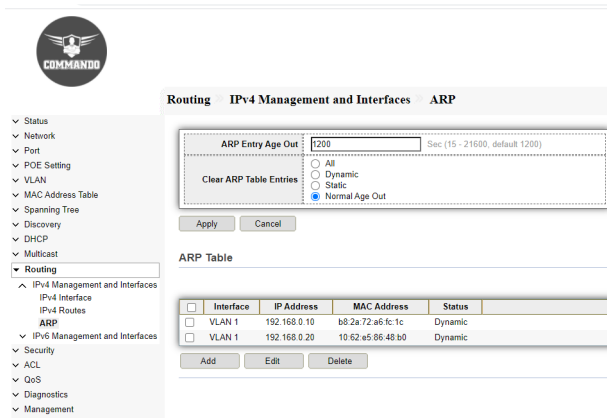 COMMANDO
Routing » IPv4 Management and Interfaces » ARP
Status
Network
Port
POE Setting
VLAN
MAC Address Table
Spanning Tree
Discovery
DHCP
Multicast
Routing
IPv4 Management and Interfaces
IPv4 Interface
IPv4 Routes
ARP
IPv6 Management and Interfaces
Security
ACL
QoS
Diagnostics
Management
ARP Entry Age Out 1200 Sec (15 - 21600, default 1200)
Clear ARP Table Entries
All
Dynamic
Static
Normal Age Out
Apply Cancel
ARP Table
Interface IP Address MAC Address Status
VLAN 1 192.168.0.10 b8:2a:72:a6:fc:1c Dynamic
VLAN 1 192.168.0.20 10:62:e5:86:48:b0 Dynamic
Add Edit Delete